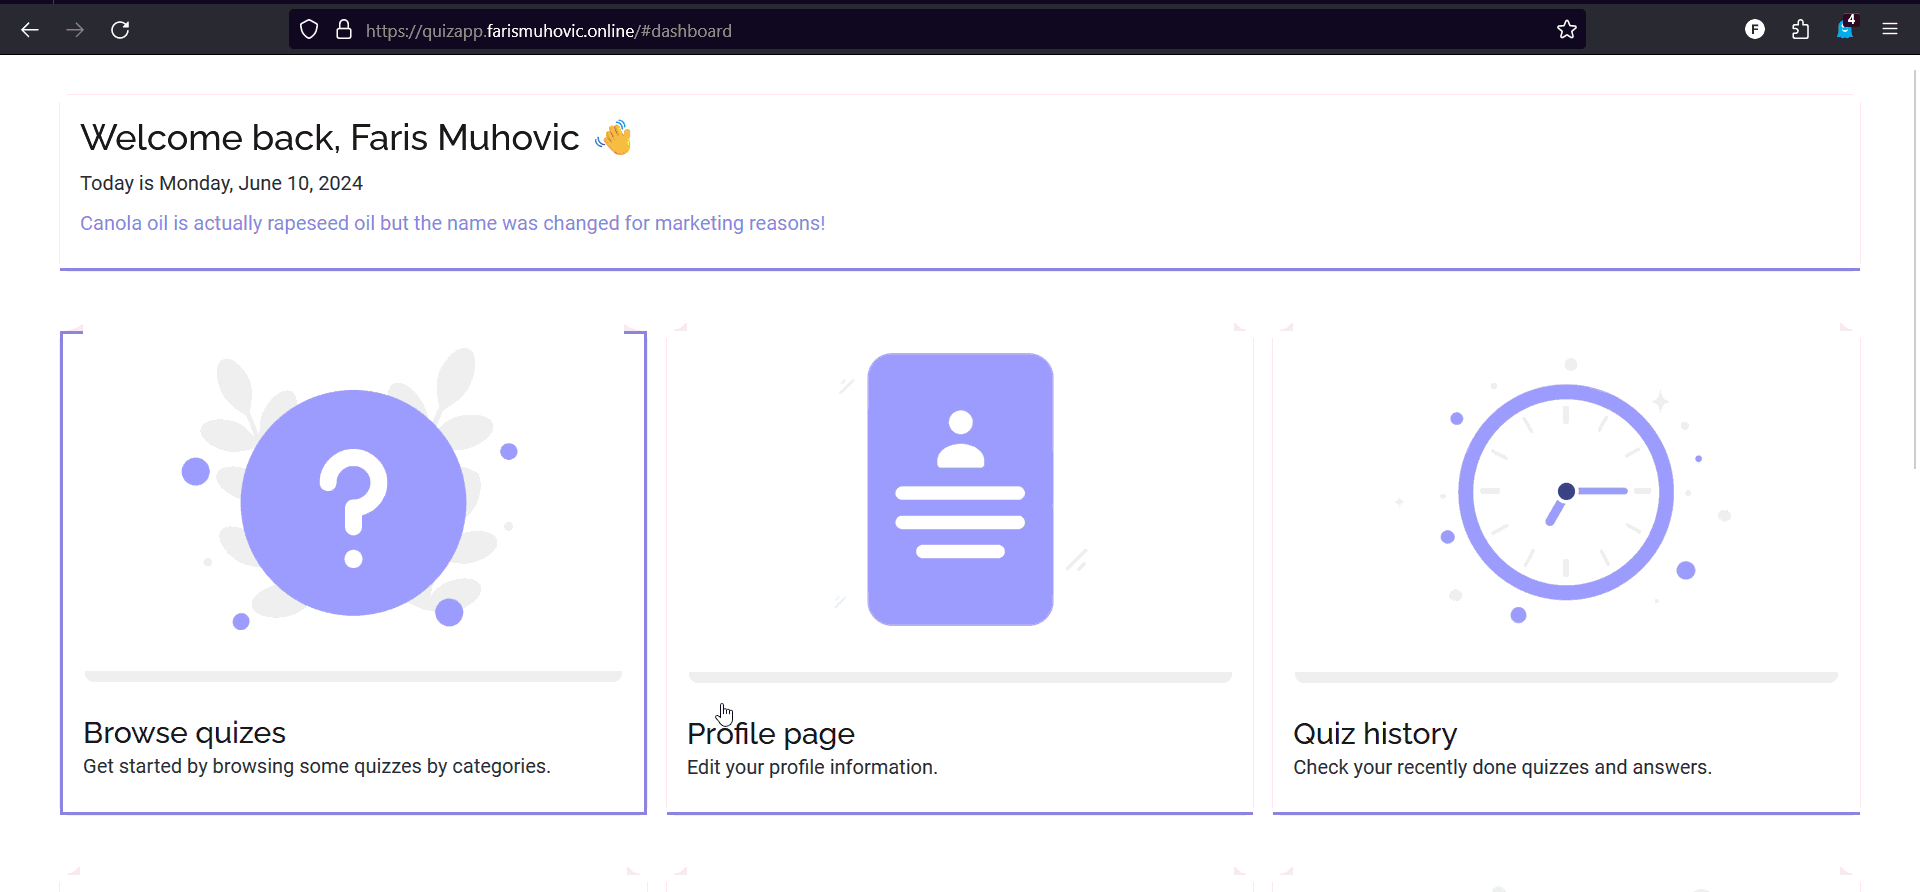 https://quizapp.farismuhovic.online/#dashboard
F
4
Welcome back, Faris Muhovic 👋
Today is Monday, June 10, 2024
Canola oil is actually rapeseed oil but the name was changed for marketing reasons!
?
Browse quizes
Get started by browsing some quizzes by categories.
Profile page
Edit your profile information.
Quiz history
Check your recently done quizzes and answers.